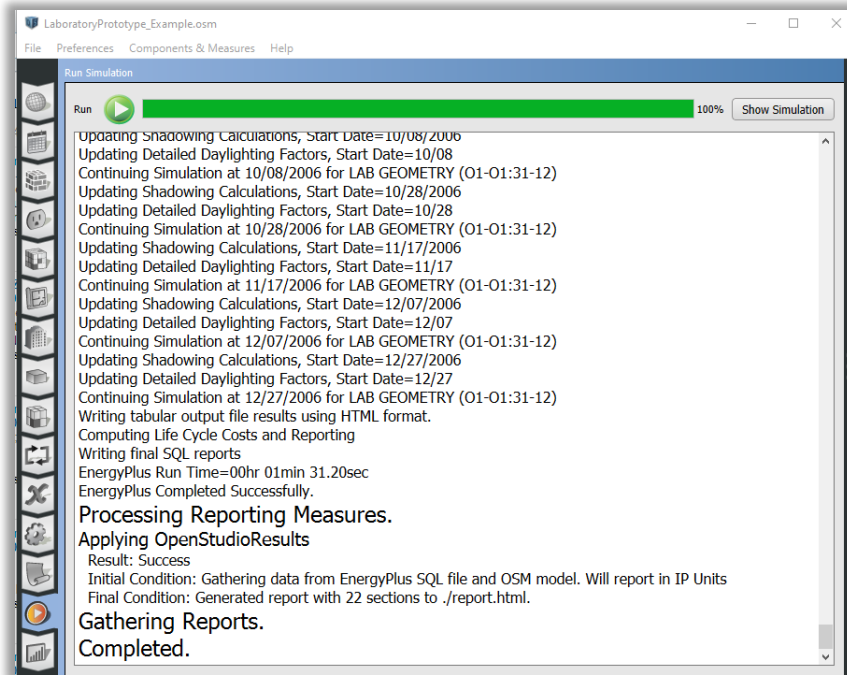 LaboratoryPrototype_Example.osm
File Preferences Components & Measures Help
Run Simulation
Run 100% Show Simulation
Updating Shadowing Calculations, Start Date=10/08/2006
Updating Detailed Daylighting Factors, Start Date=10/08
Continuing Simulation at 10/08/2006 for LAB GEOMETRY (O1-O1:31-12)
Updating Shadowing Calculations, Start Date=10/28/2006
Updating Detailed Daylighting Factors, Start Date=10/28
Continuing Simulation at 10/28/2006 for LAB GEOMETRY (O1-O1:31-12)
Updating Shadowing Calculations, Start Date=11/17/2006
Updating Detailed Daylighting Factors, Start Date=11/17
Continuing Simulation at 11/17/2006 for LAB GEOMETRY (O1-O1:31-12)
Updating Shadowing Calculations, Start Date=12/07/2006
Updating Detailed Daylighting Factors, Start Date=12/07
Continuing Simulation at 12/07/2006 for LAB GEOMETRY (O1-O1:31-12)
Updating Shadowing Calculations, Start Date=12/27/2006
Updating Detailed Daylighting Factors, Start Date=12/27
Continuing Simulation at 12/27/2006 for LAB GEOMETRY (O1-O1:31-12)
Writing tabular output file results using HTML format.
Computing Life Cycle Costs and Reporting
Writing final SQL reports
EnergyPlus Run Time=00hr 01min 31.20sec
EnergyPlus Completed Successfully.
Processing Reporting Measures.
Applying OpenStudioResults
Result: Success
Initial Condition: Gathering data from EnergyPlus SQL file and OSM model. Will report in IP Units
Final Condition: Generated report with 22 sections to ./report.html.
Gathering Reports.
Completed.